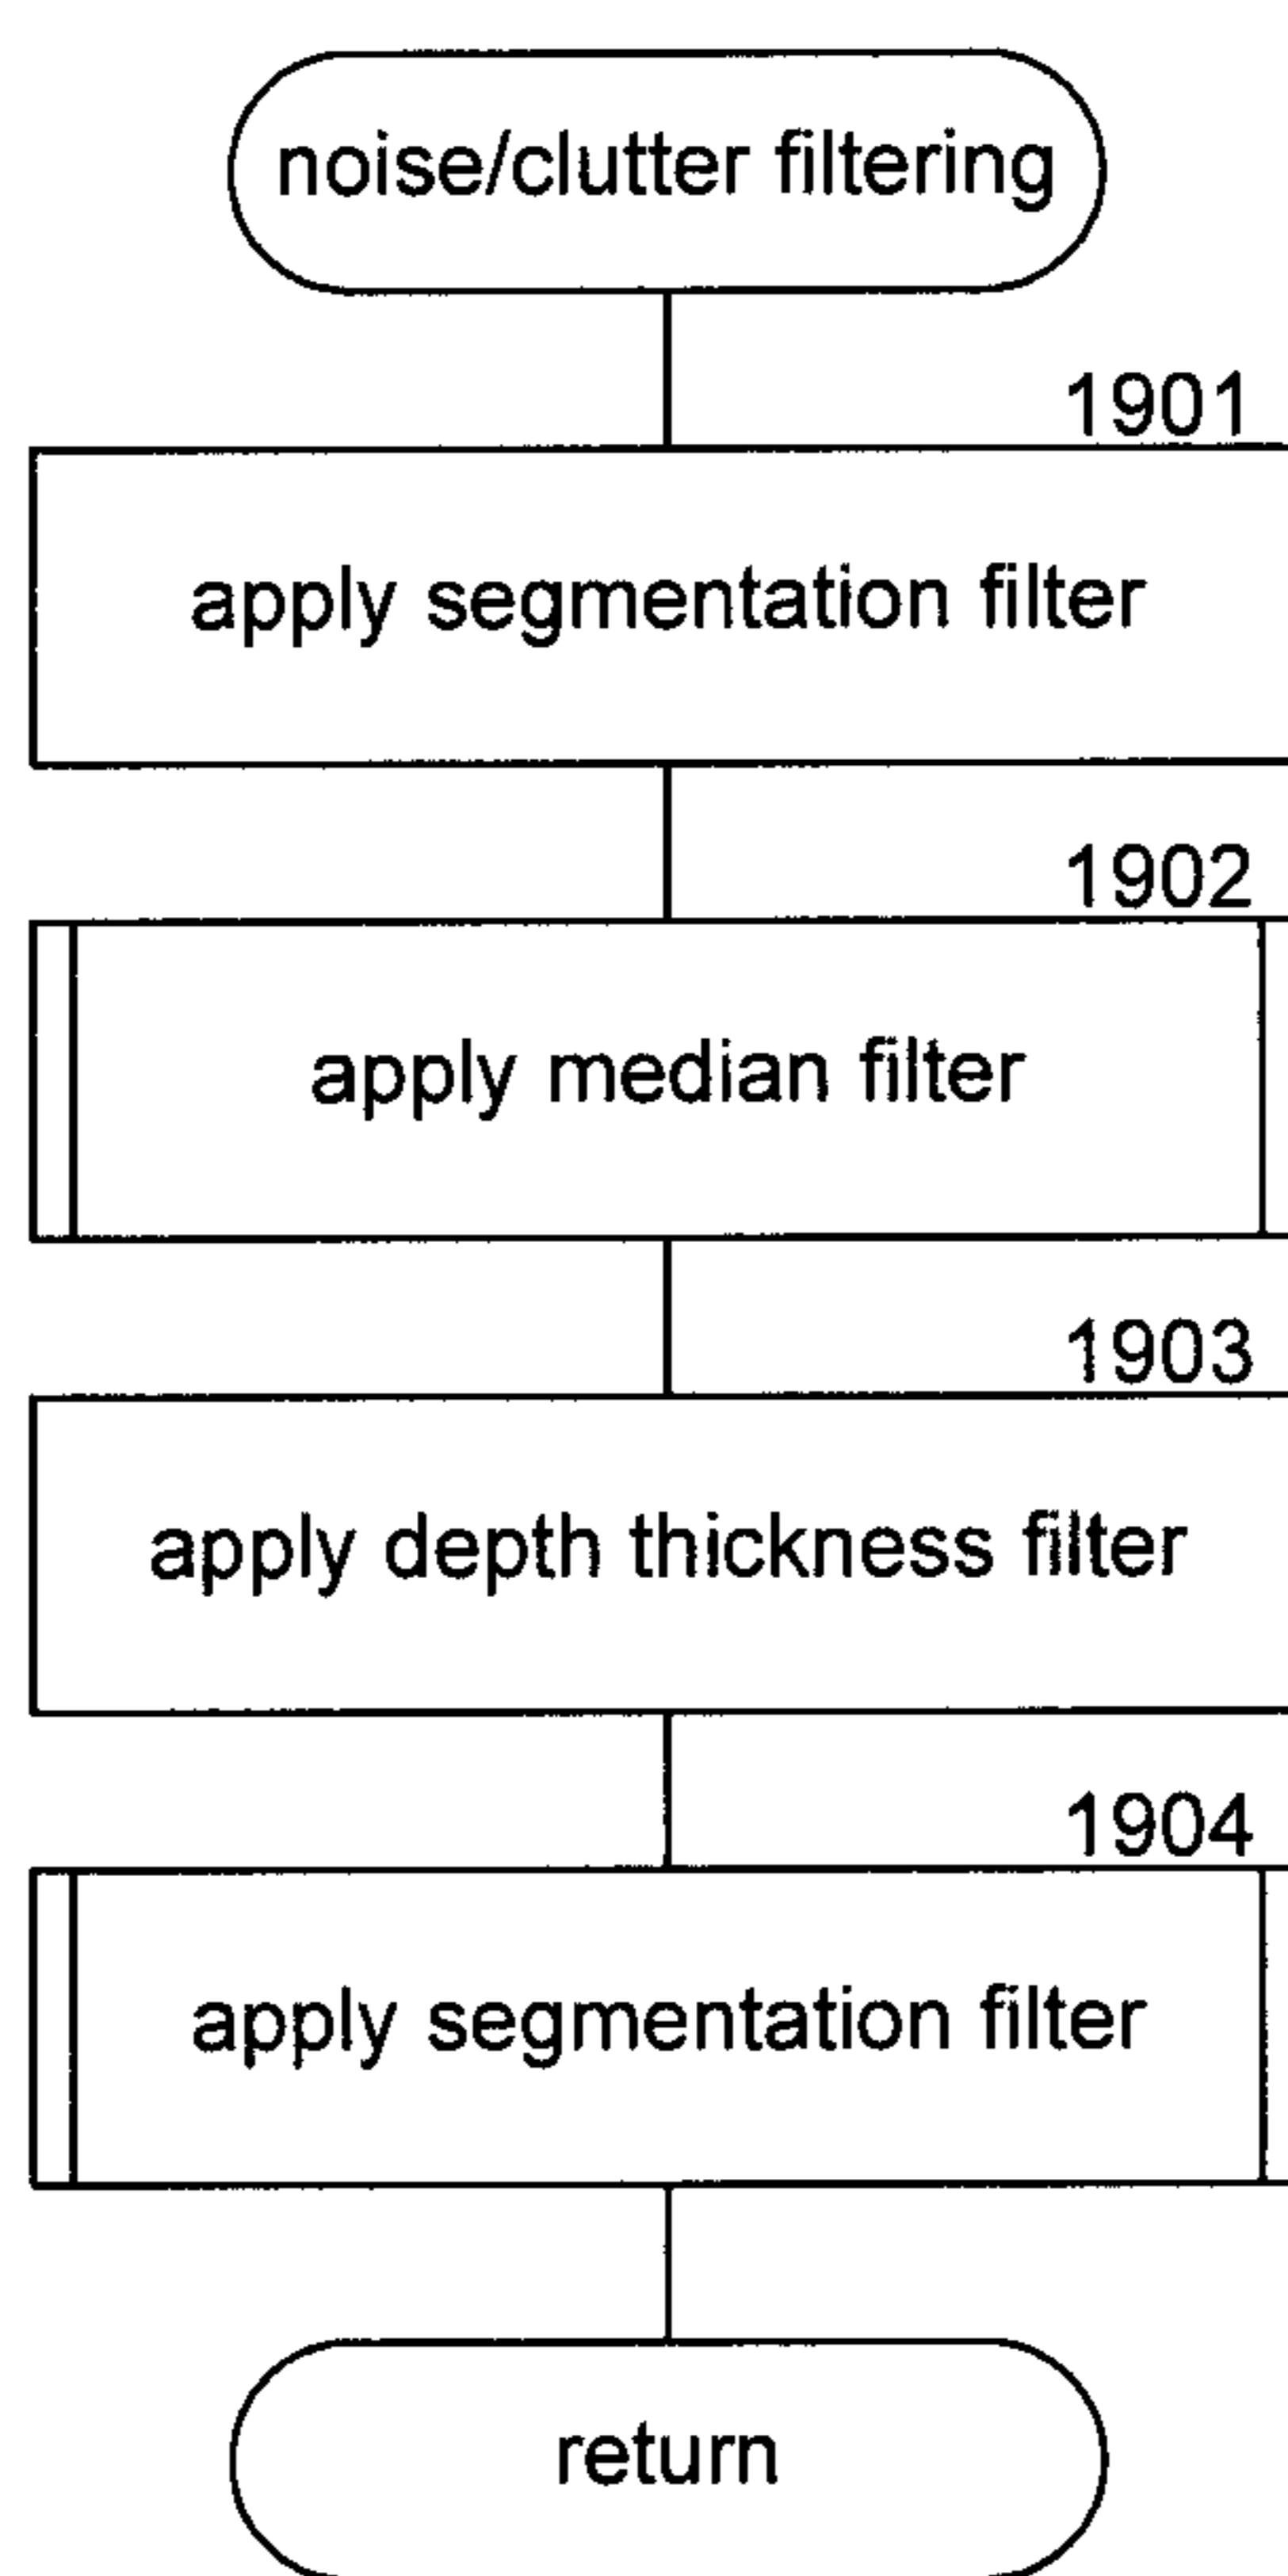 noise/clutter filtering
1901
apply segmentation filter
1902
apply median filter
1903
apply depth thickness filter
1904
apply segmentation filter
return